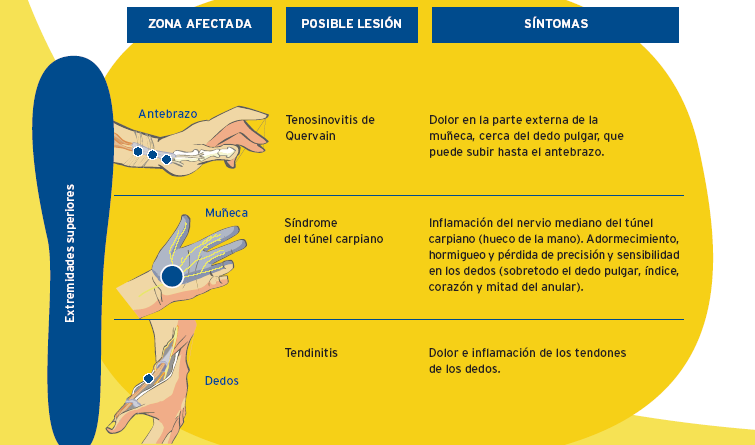 ZONA AFECTADA
POSIBLE LESIÓN
SÍNTOMAS
Extremidades superiores
Antebrazo
Tenosinovitis de
Quervain
Dolor en la parte externa de la
muñeca, cerca del dedo pulgar, que
puede subir hasta el antebrazo.
Muñeca
Síndrome
del túnel carpiano
Inflamación del nervio mediano del túnel
carpiano (hueco de la mano). Adormecimiento,
hormigueo y pérdida de precisión y sensibilidad
en los dedos (sobretodo el dedo pulgar, índice,
corazón y mitad del anular).
Dedos
Tendinitis
Dolor e inflamación de los tendones
de los dedos.